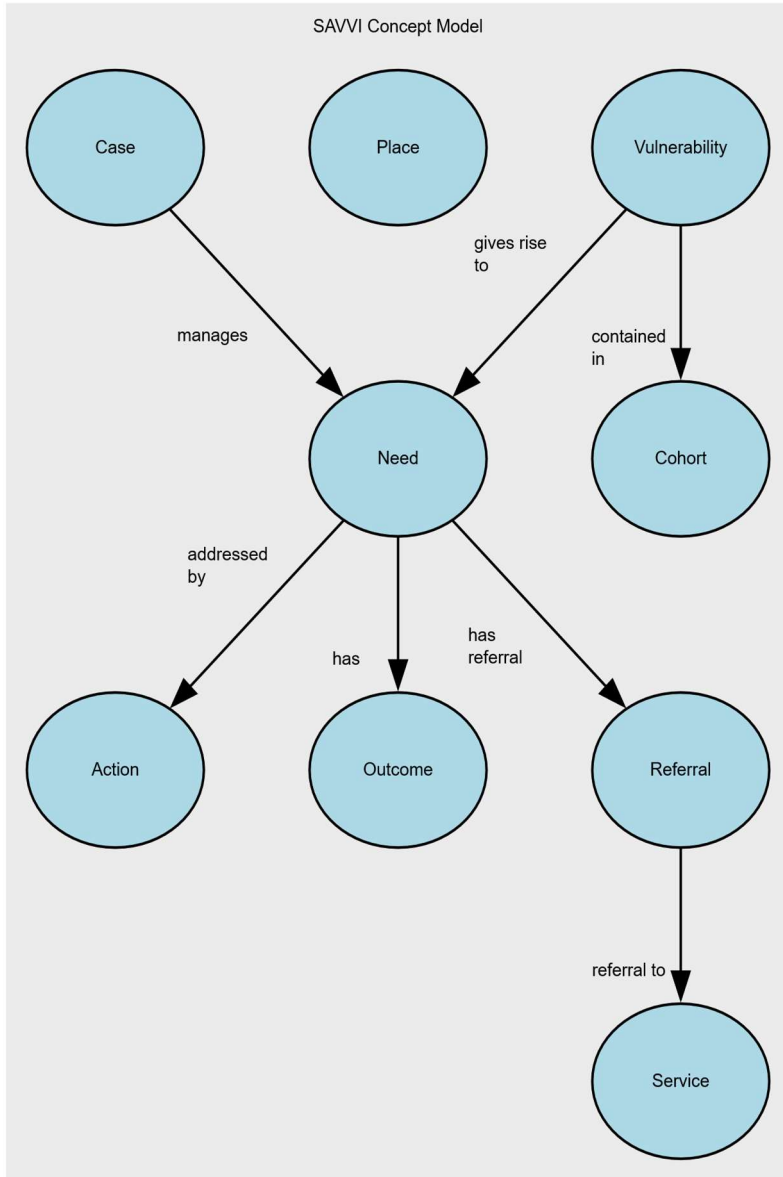 SAVVI Concept Model
Case
Place
Vulnerability
gives rise
to
manages
contained
in
Need
Cohort
addressed
by
has
has
referral
Action
Outcome
Referral
referral to
Service